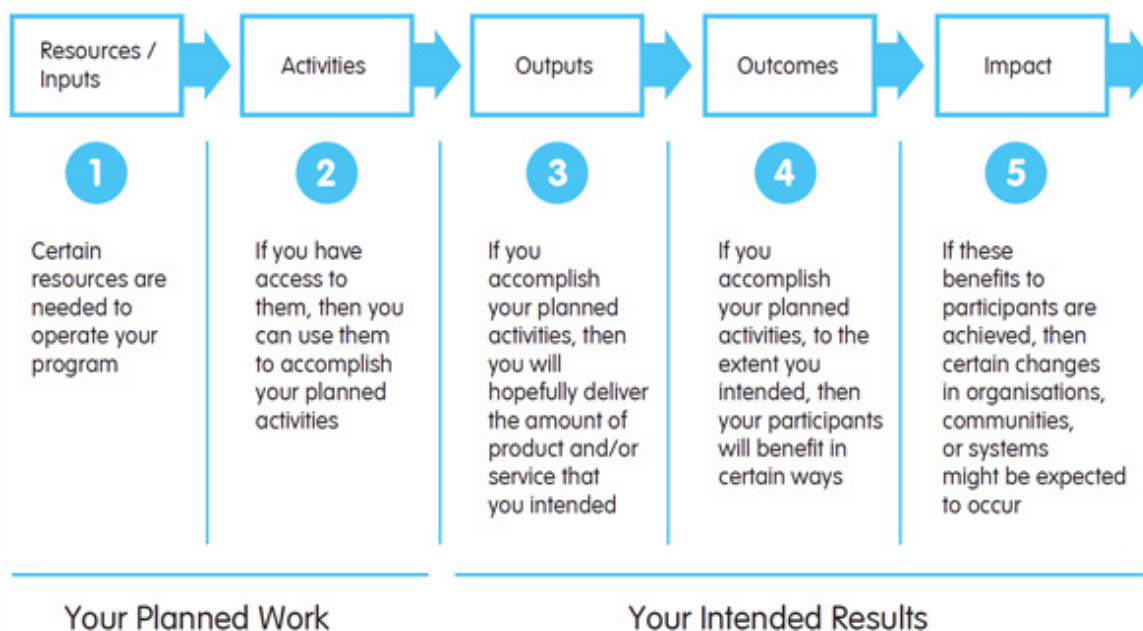 Resources /
Inputs
Activities
Outputs
Outcomes
Impact
1
2
3
4
5
Certain
resources are
needed to
operate your
program
If you have
access to
them, then you
can use them
to accomplish
your planned
activities
If you
accomplish
your planned
activities, then
you will
hopefully deliver
the amount of
product and/or
service that
you intended
If you
accomplish
your planned
activities, to the
extent you
intended, then
your participants
will benefit in
certain ways
If these
benefits to
participants are
achieved, then
certain changes
in organisations,
communities,
or systems
might be expected
to occur
Your Planned Work
Your Intended Results